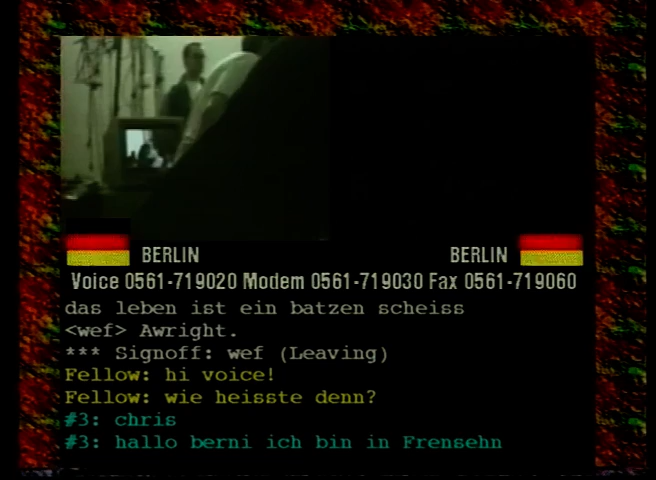 BERLIN BERLIN
Voice 0561-719020 Modem 0561-719030 Fax 0561-719060
das leben ist ein batzen scheiss
<wef> Awright.
*** Signoff: wef (Leaving)
Fellow: hi voice!
Fellow: wie heisste denn?
#3: chris
#3: hallo berni ich bin in Frensehn